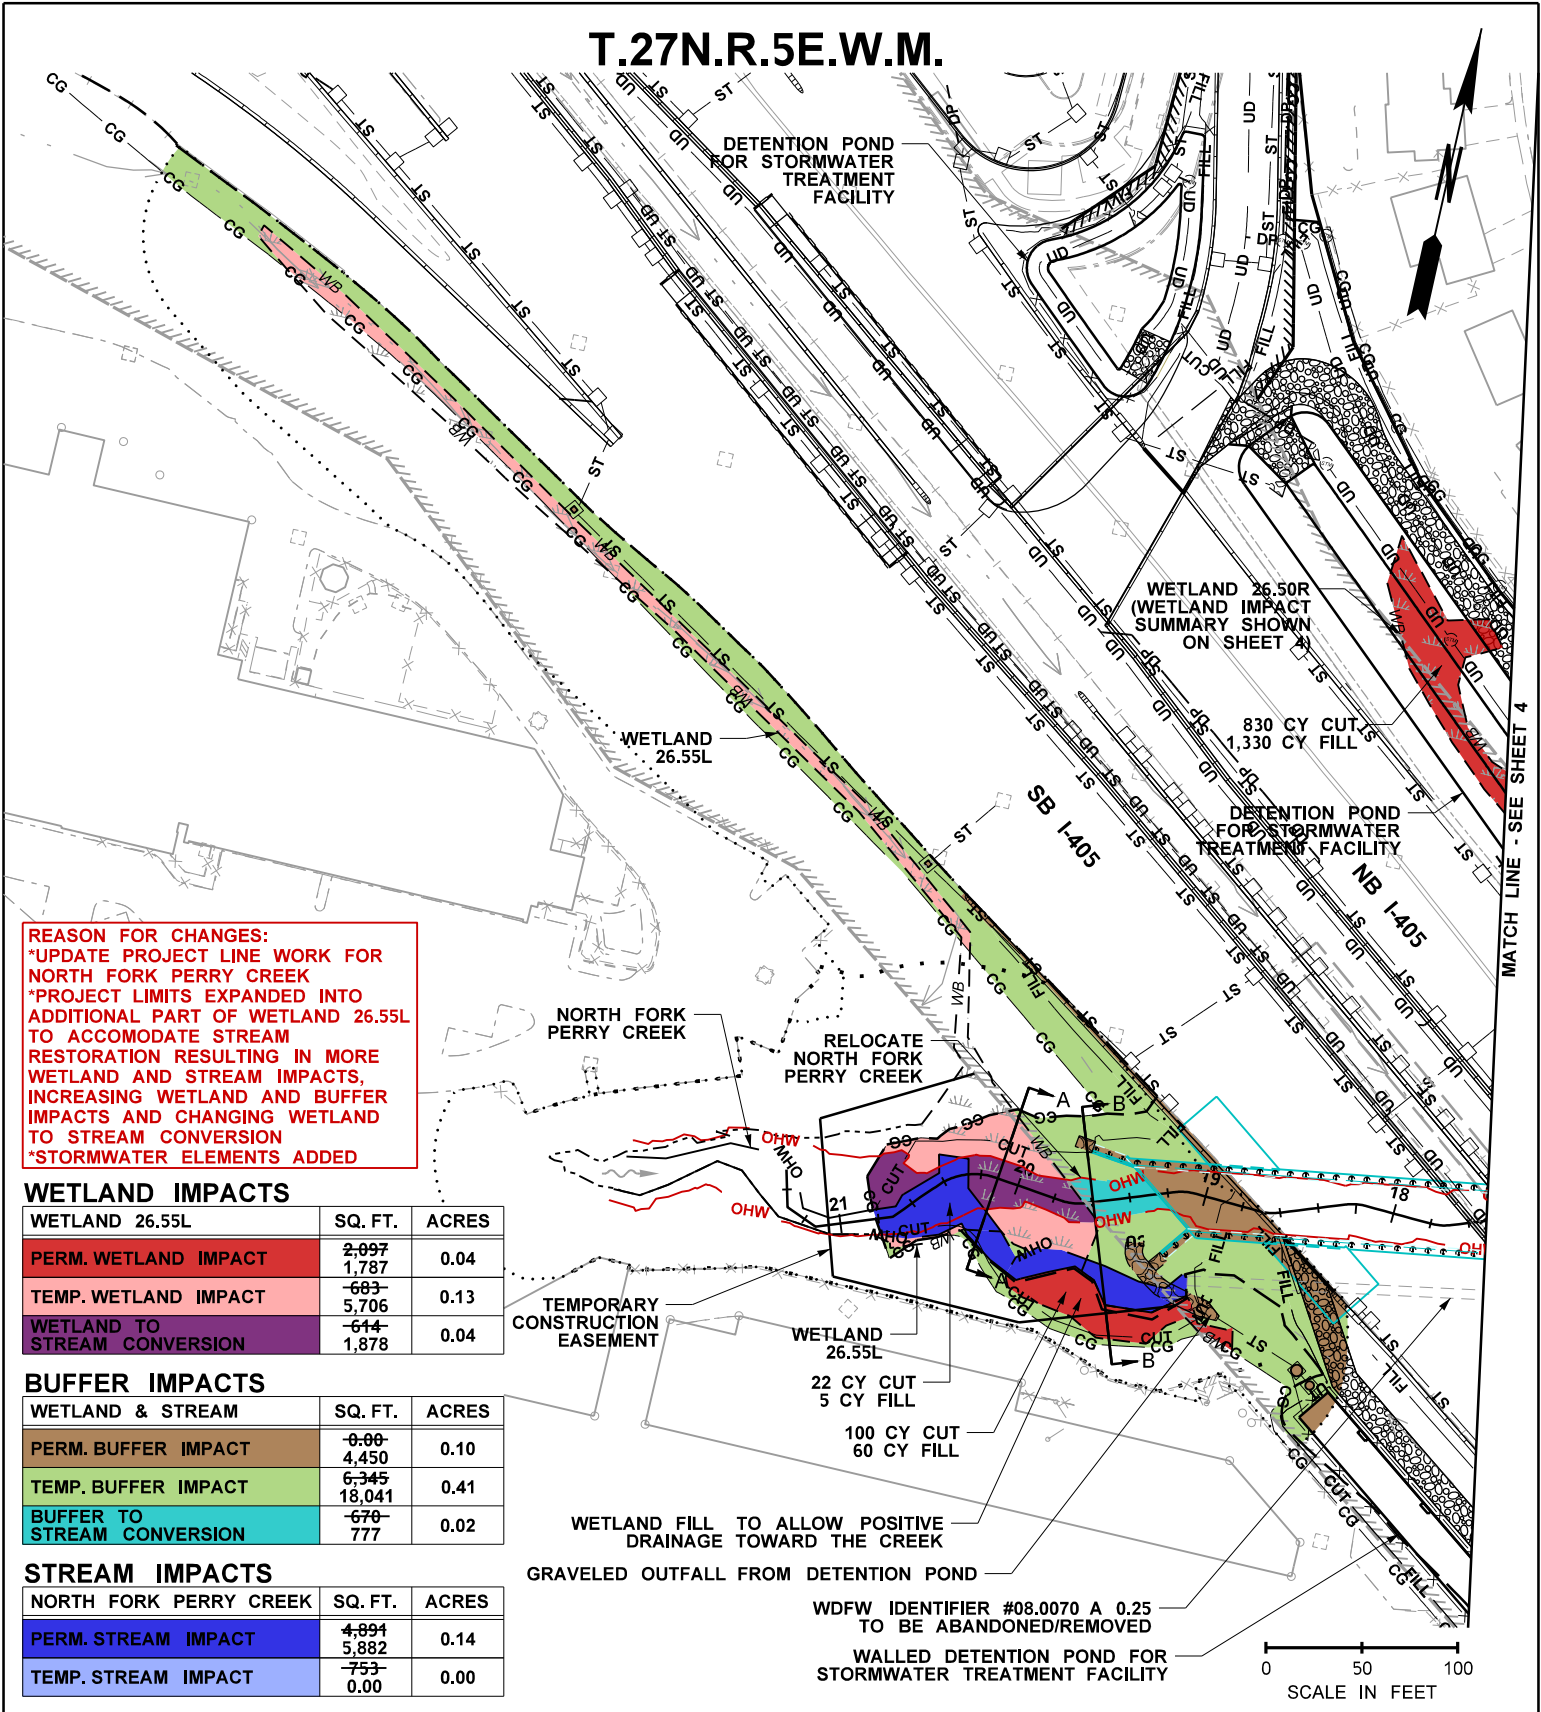 T.27N.R.5E.W.M.
DETENTION POND
FOR STORMWATER
TREATMENT
FACILITY
WETLAND 26.50R
(WETLAND IMPACT
SUMMARY SHOWN
ON SHEET 4)
830 CY CUT
1,330 CY FILL
DETENTION POND
FOR STORMWATER
TREATMENT FACILITY
MATCH LINE - SEE SHEET 4
SB I-405
NB I-405
WETLAND
26.55L
REASON FOR CHANGES:
*UPDATE PROJECT LINE WORK FOR
NORTH FORK PERRY CREEK
*PROJECT LIMITS EXPANDED INTO
ADDITIONAL PART OF WETLAND 26.55L
TO ACCOMODATE STREAM
RESTORATION RESULTING IN MORE
WETLAND AND STREAM IMPACTS,
INCREASING WETLAND AND BUFFER
IMPACTS AND CHANGING WETLAND
TO STREAM CONVERSION
*STORMWATER ELEMENTS ADDED
NORTH FORK
PERRY CREEK
RELOCATE
NORTH FORK
PERRY CREEK
A
B
OHW
OHW
CUT
21
20
19
18
A
B
TEMPORARY
CONSTRUCTION
EASEMENT
WETLAND
26.55L
22 CY CUT
5 CY FILL
100 CY CUT
60 CY FILL
WETLAND FILL TO ALLOW POSITIVE
DRAINAGE TOWARD THE CREEK
GRAVELED OUTFALL FROM DETENTION POND
WDFW IDENTIFIER #08.0070 A 0.25
TO BE ABANDONED/REMOVED
WALLED DETENTION POND FOR
STORMWATER TREATMENT FACILITY
0 50 100
SCALE IN FEET
WETLAND IMPACTS
WETLAND 26.55L SQ. FT. ACRES
PERM. WETLAND IMPACT 2,097 1,787 0.04
TEMP. WETLAND IMPACT 683 5,706 0.13
WETLAND TO
STREAM CONVERSION 614 1,878 0.04
BUFFER IMPACTS
WETLAND & STREAM SQ. FT. ACRES
PERM. BUFFER IMPACT 0.00 4,450 0.10
TEMP. BUFFER IMPACT 6,345 18,041 0.41
BUFFER TO
STREAM CONVERSION 670 777 0.02
STREAM IMPACTS
NORTH FORK PERRY CREEK SQ. FT. ACRES
PERM. STREAM IMPACT 4,891 5,882 0.14
TEMP. STREAM IMPACT 753 0.00 0.00